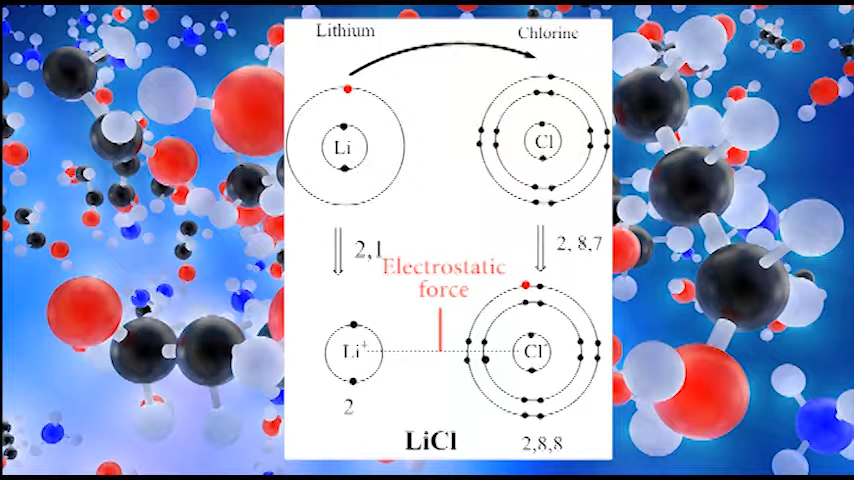 Lithium
Chlorine
Li
Cl
2,1
2, 8,7
Electrostatic
force
Li+
Cl
2
LiCl
2,8,8